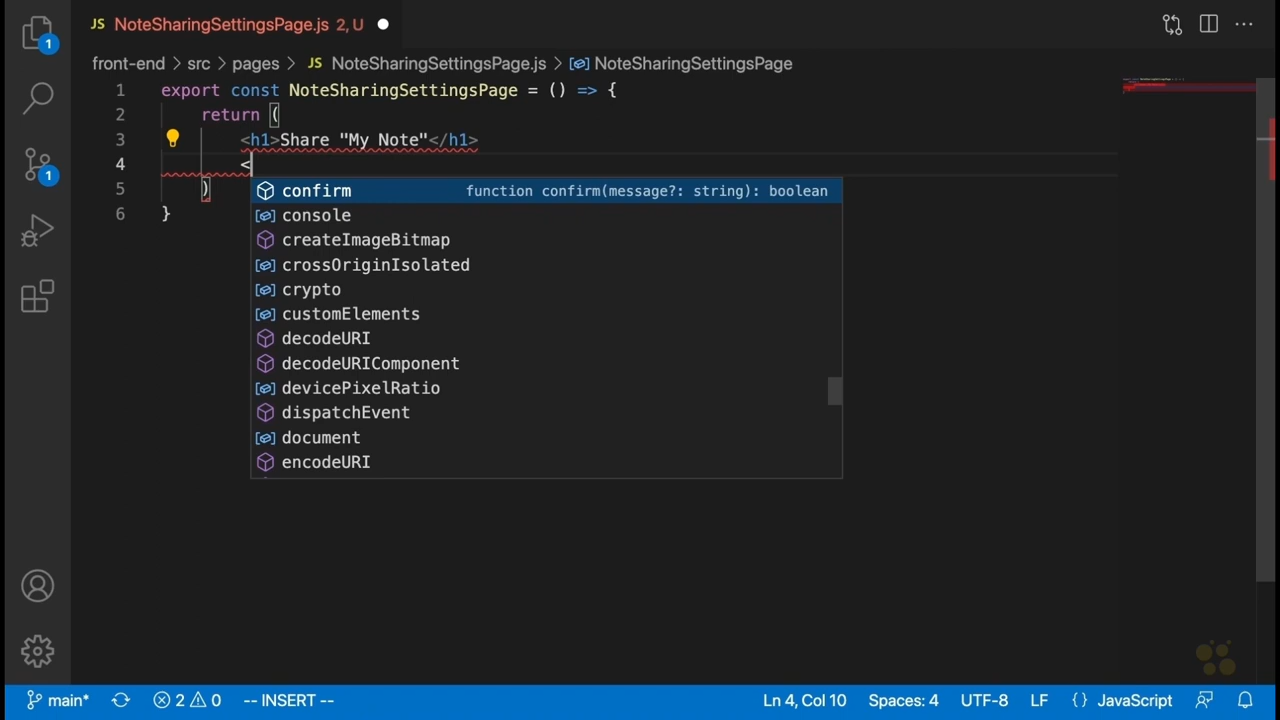 JS NoteSharingSettingsPage.js 2, U
front-end > src > pages > JS NoteSharingSettingsPage.js > NoteSharingSettingsPage
1 export const NoteSharingSettingsPage = () => {
2 return (
3 <h1>Share "My Note"</h1>
4 <
5 )
6 }
confirm function confirm(message?: string): boolean
console
createImageBitmap
crossOriginIsolated
crypto
customElements
decodeURI
decodeURIComponent
devicePixelRatio
dispatchEvent
document
encodeURI
1
1
main* 2 0 -- INSERT -- Ln 4, Col 10 Spaces: 4 UTF-8 LF {} JavaScript